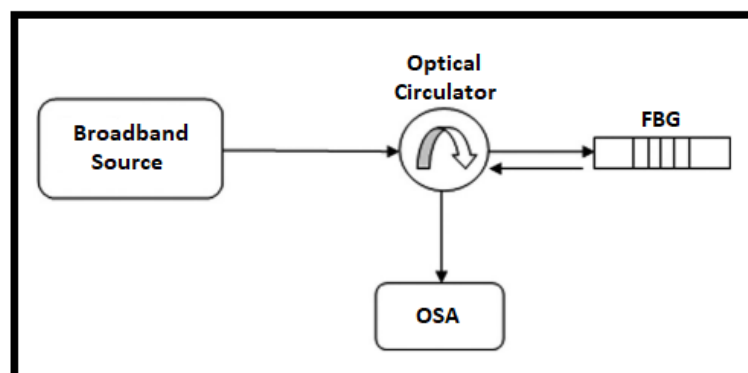 Optical
Circulator
Broadband
Source
FBG
OSA